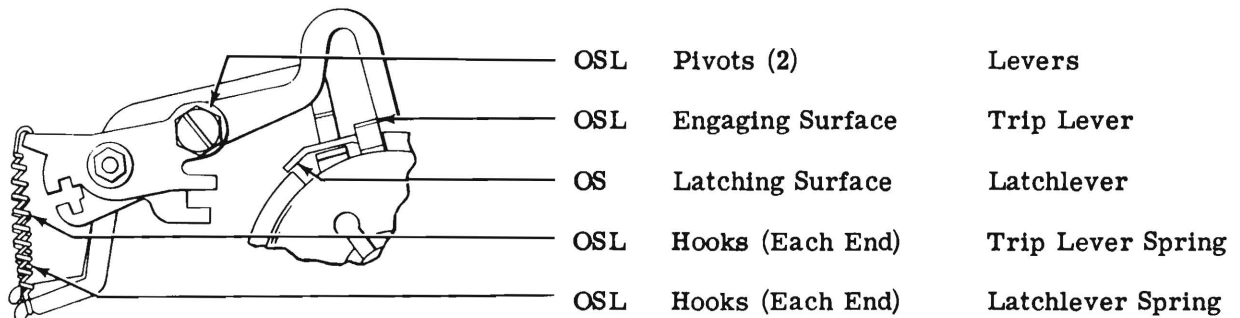 OSL Pivots (2) Levers
OSL Engaging Surface Trip Lever
OS Latching Surface Latchlever
OSL Hooks (Each End) Trip Lever Spring
OSL Hooks (Each End) Latchlever Spring